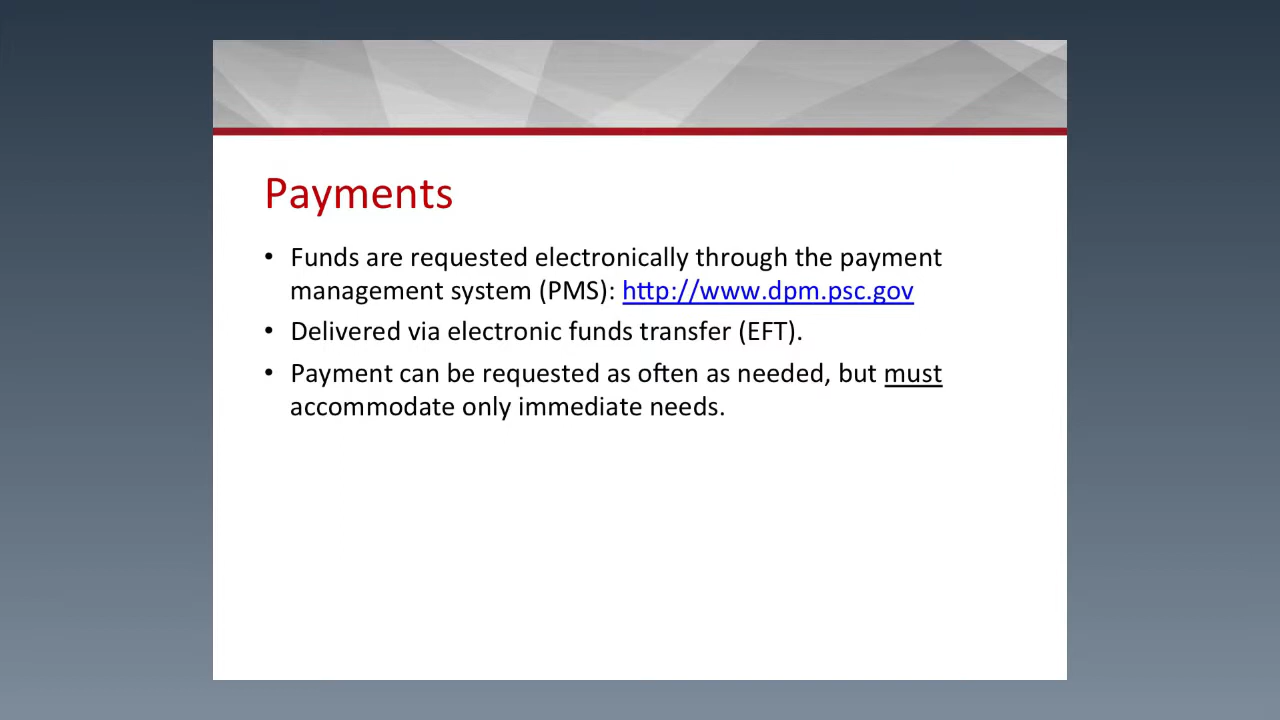 Payments
• Funds are requested electronically through the payment
management system (PMS): http://www.dpm.psc.gov
• Delivered via electronic funds transfer (EFT).
• Payment can be requested as often as needed, but must
accommodate only immediate needs.